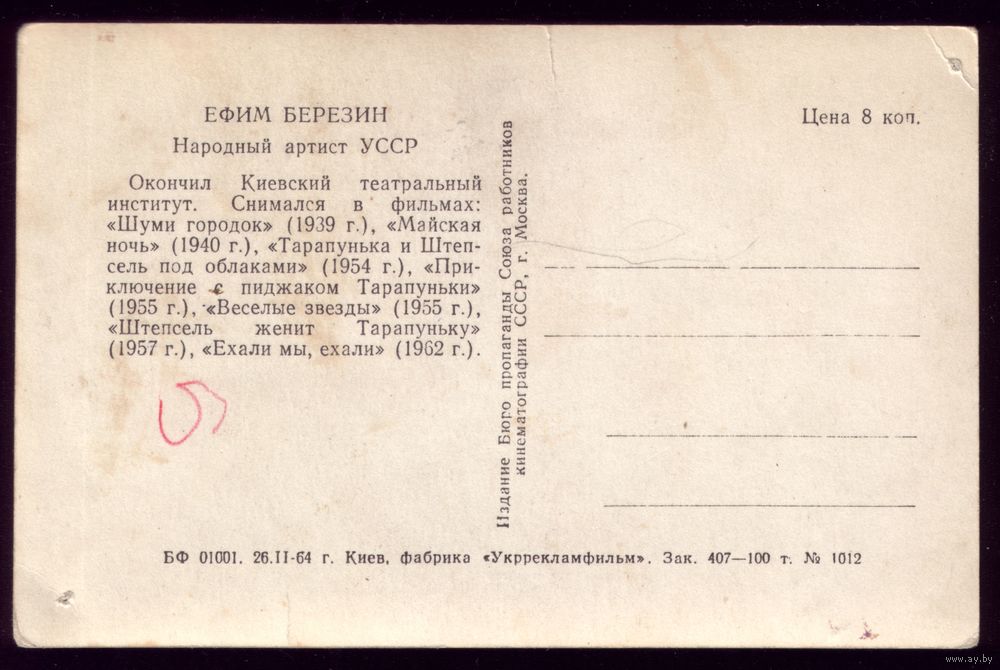 ЕФИМ БЕРЕЗИН
Народный артист УССР
Окончил Киевский театральный
институт. Снимался в фильмах:
«Шуми городок» (1939 г.), «Майская
ночь» (1940 г.), «Тарапунька и Штеп-
сель под облаками» (1954 г.), «При-
ключение с пиджаком Тарапуньки»
(1955 г.), «Веселые звезды» (1955 г.),
«Штепсель женит Тарапуньку»
(1957 г.), «Ехали мы, ехали» (1962 г.).
Издание Бюро пропаганды Союза работников
кинематографии СССР, г. Москва.
Цена 8 коп.
БФ 01001. 26.II-64 г. Киев, фабрика «Укррекламфильм». Зак. 407—100 т. № 1012
www.ay.by